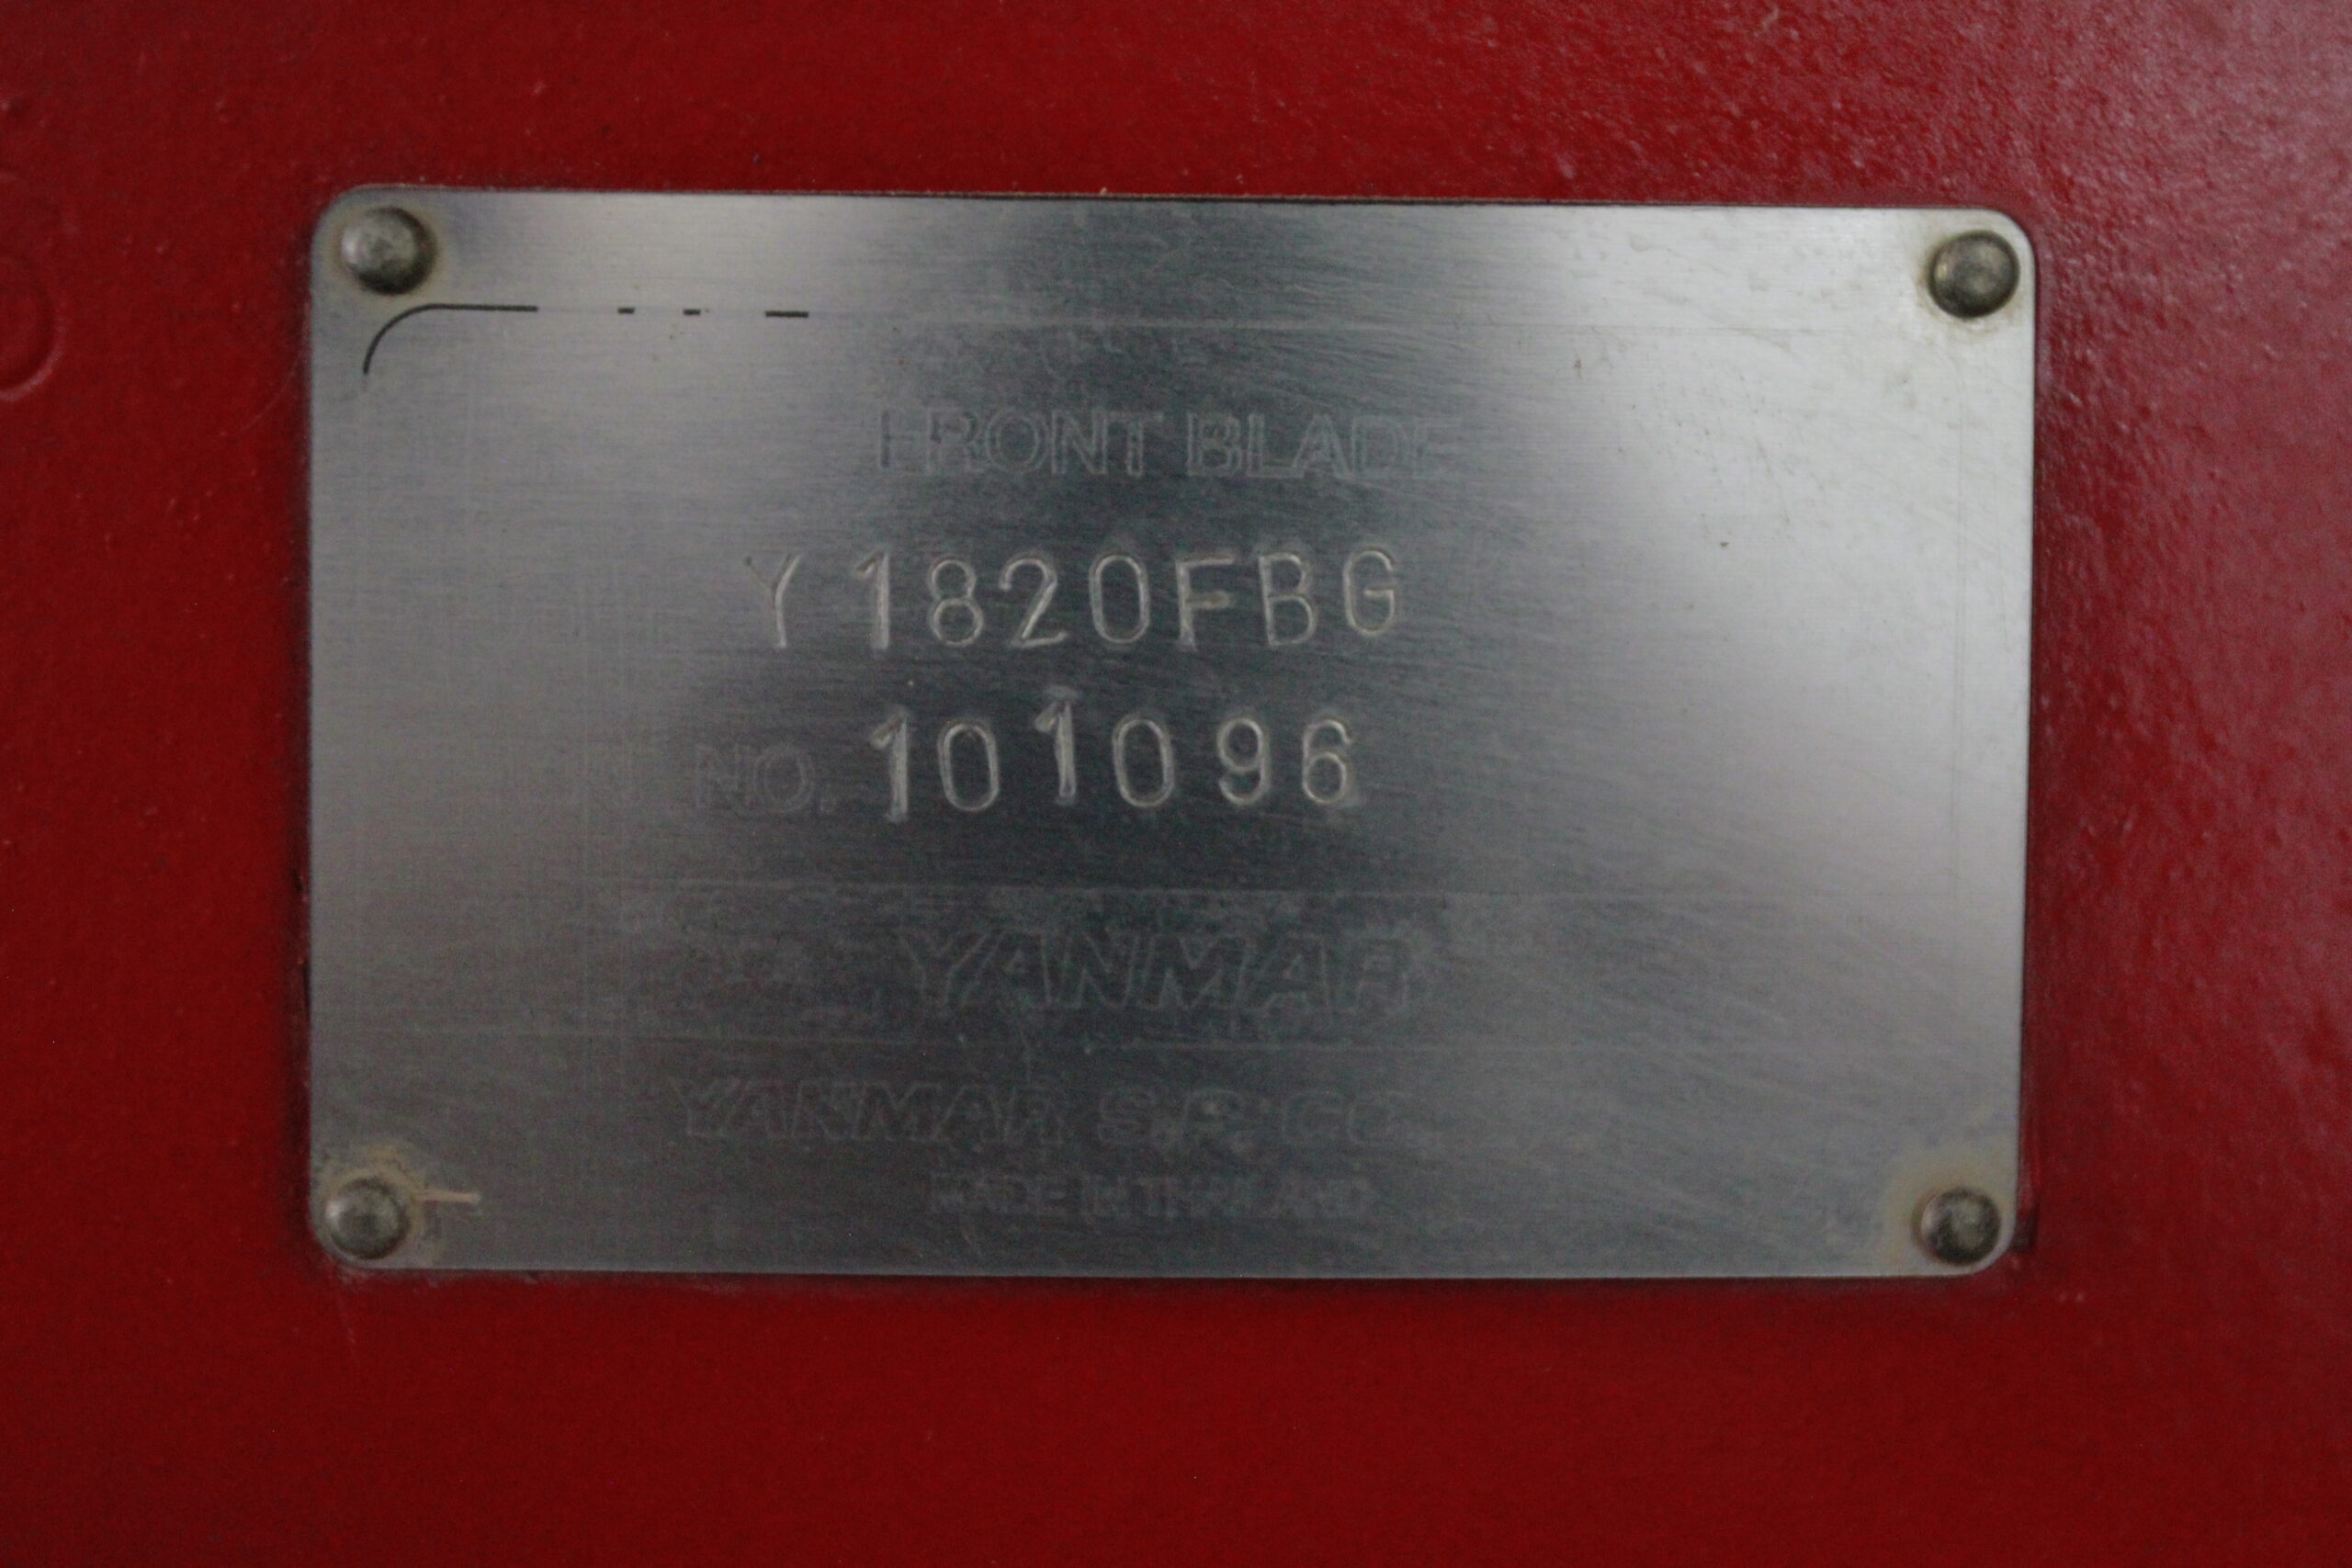 FRONT BLADE
Y1820FBG
NO. 101096
YANMAR
YANMAR S.P. CO.
MADE IN THAILAND